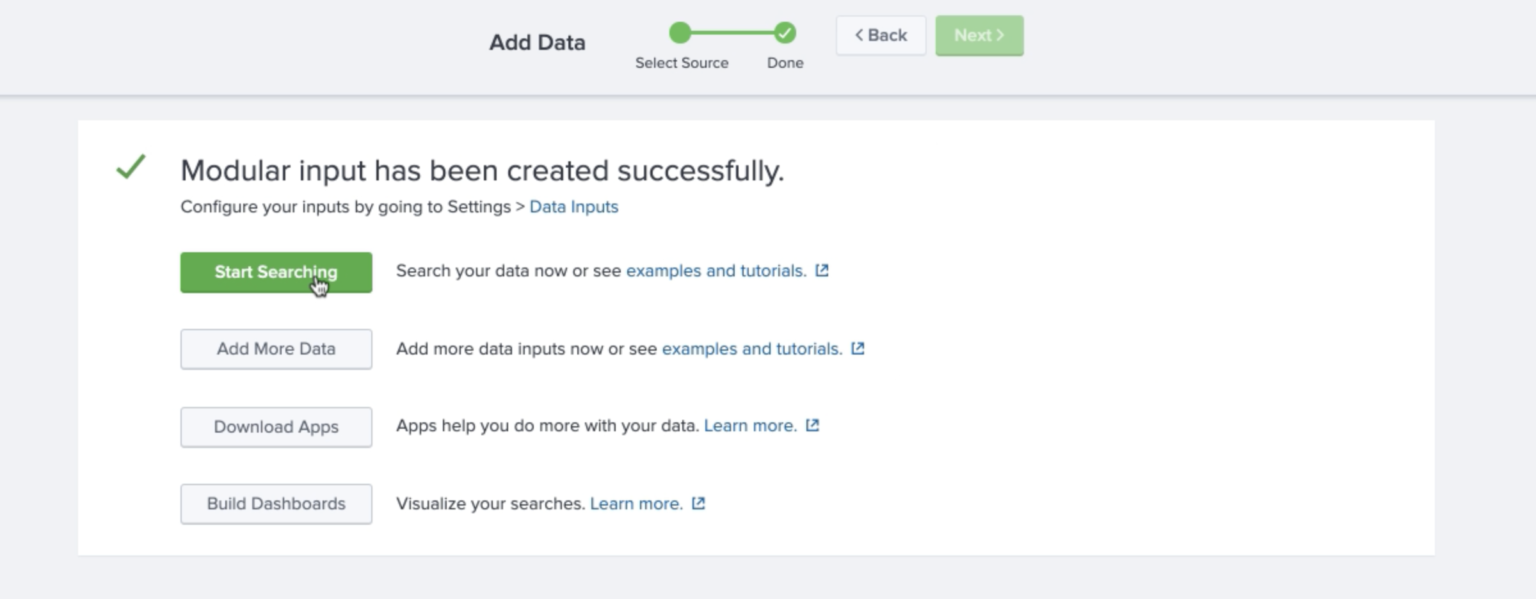 Add Data
Select Source
Done
< Back
Next >
Modular input has been created successfully.
Configure your inputs by going to Settings > Data Inputs
Start Searching
Search your data now or see examples and tutorials.
Add More Data
Add more data inputs now or see examples and tutorials.
Download Apps
Apps help you do more with your data. Learn more.
Build Dashboards
Visualize your searches. Learn more.